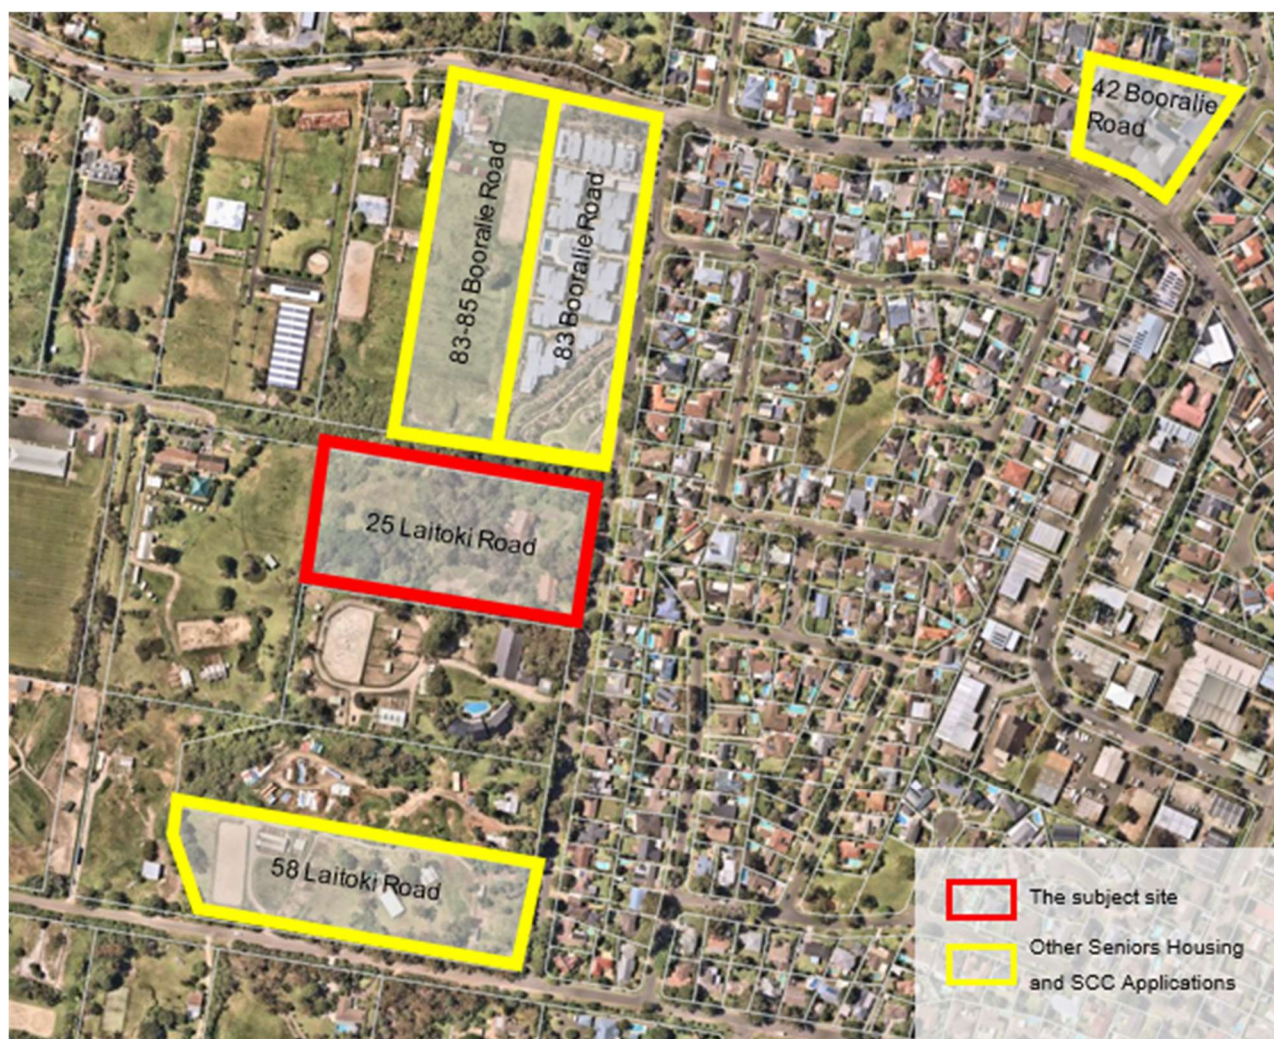 42 Booralie
Road
83-85 Booralie Road
83 Booralie Road
25 Laitoki Road
58 Laitoki Road
The subject site
Other Seniors Housing
and SCC Applications